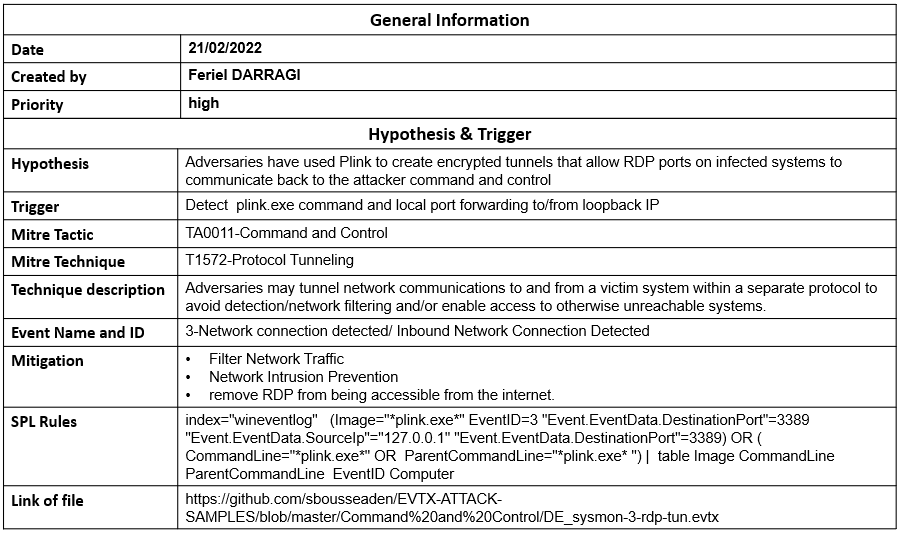 General Information
Date 21/02/2022
Created by Feriel DARRAGI
Priority high
Hypothesis & Trigger
Hypothesis Adversaries have used Plink to create encrypted tunnels that allow RDP ports on infected systems to
communicate back to the attacker command and control
Trigger Detect plink.exe command and local port forwarding to/from loopback IP
Mitre Tactic TA0011-Command and Control
Mitre Technique T1572-Protocol Tunneling
Technique description Adversaries may tunnel network communications to and from a victim system within a separate protocol to
avoid detection/network filtering and/or enable access to otherwise unreachable systems.
Event Name and ID 3-Network connection detected/ Inbound Network Connection Detected
Mitigation • Filter Network Traffic
• Network Intrusion Prevention
• remove RDP from being accessible from the internet.
SPL Rules index="wineventlog" (Image="*plink.exe*" EventID=3 "Event.EventData.DestinationPort"=3389
"Event.EventData.SourceIp"="127.0.0.1" "Event.EventData.DestinationPort"=3389) OR (
CommandLine="*plink.exe*" OR ParentCommandLine="*plink.exe* ") | table Image CommandLine
ParentCommandLine EventID Computer
Link of file https://github.com/sbousseaden/EVTX-ATTACK-
SAMPLES/blob/master/Command%20and%20Control/DE_sysmon-3-rdp-tun.evtx